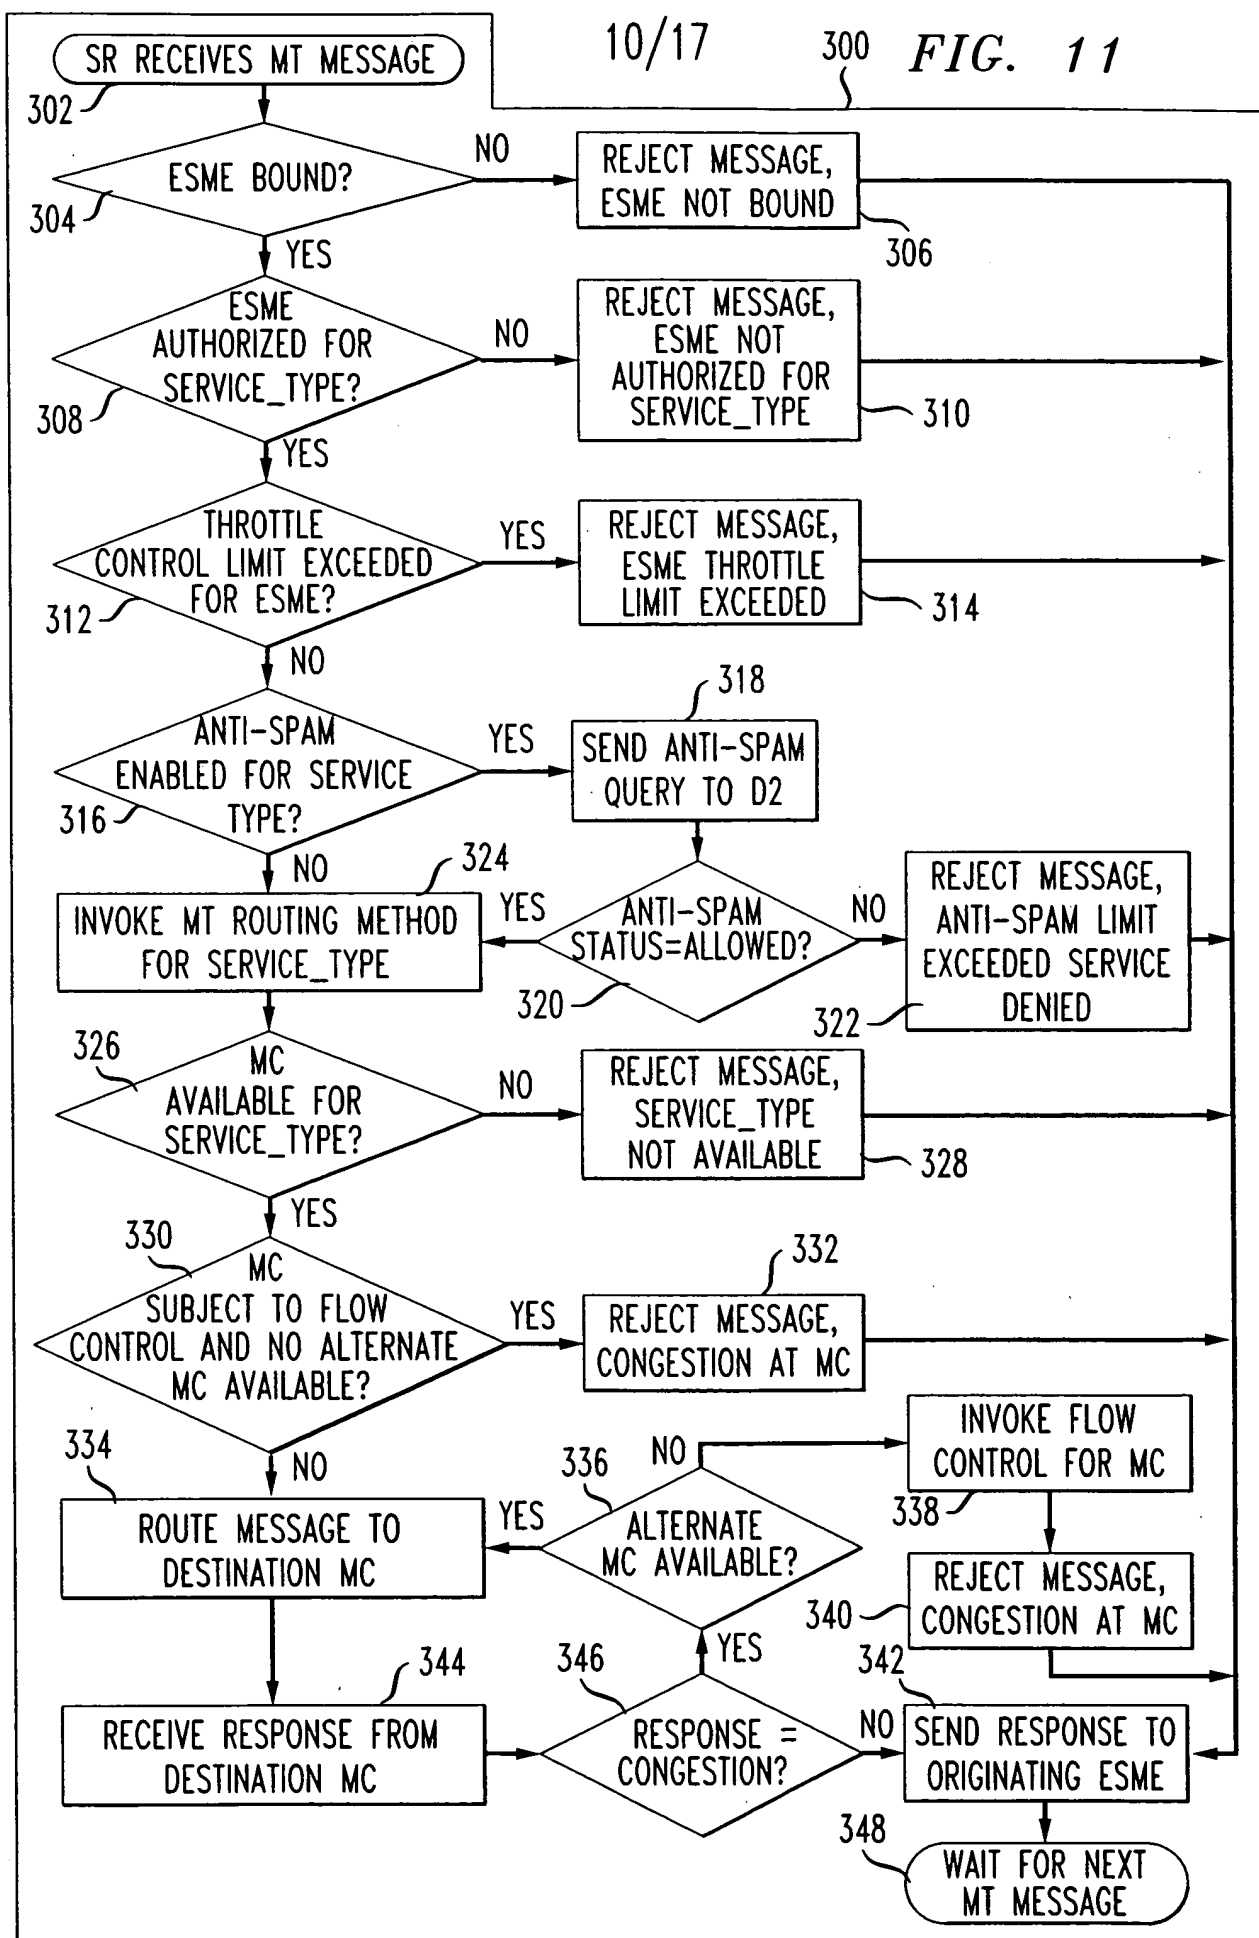 10/17
300
FIG. 11
SR RECEIVES MT MESSAGE
302
ESME BOUND?
304
NO
REJECT MESSAGE,
ESME NOT BOUND
306
YES
ESME
AUTHORIZED FOR
SERVICE_TYPE?
308
NO
REJECT MESSAGE,
ESME NOT
AUTHORIZED FOR
SERVICE_TYPE
310
YES
THROTTLE
CONTROL LIMIT EXCEEDED
FOR ESME?
312
YES
REJECT MESSAGE,
ESME THROTTLE
LIMIT EXCEEDED
314
NO
ANTI-SPAM
ENABLED FOR SERVICE
TYPE?
316
YES
318
SEND ANTI-SPAM
QUERY TO D2
NO
324
INVOKE MT ROUTING METHOD
FOR SERVICE_TYPE
YES
ANTI-SPAM
STATUS=ALLOWED?
320
NO
REJECT MESSAGE,
ANTI-SPAM LIMIT
EXCEEDED SERVICE
DENIED
322
326
MC
AVAILABLE FOR
SERVICE_TYPE?
NO
REJECT MESSAGE,
SERVICE_TYPE
NOT AVAILABLE
328
YES
330
MC
SUBJECT TO FLOW
CONTROL AND NO ALTERNATE
MC AVAILABLE?
YES
332
REJECT MESSAGE,
CONGESTION AT MC
NO
334
ROUTE MESSAGE TO
DESTINATION MC
YES
336
ALTERNATE
MC AVAILABLE?
NO
INVOKE FLOW
CONTROL FOR MC
338
REJECT MESSAGE,
CONGESTION AT MC
340
344
RECEIVE RESPONSE FROM
DESTINATION MC
346
YES
RESPONSE =
CONGESTION?
NO
342
SEND RESPONSE TO
ORIGINATING ESME
348
WAIT FOR NEXT
MT MESSAGE